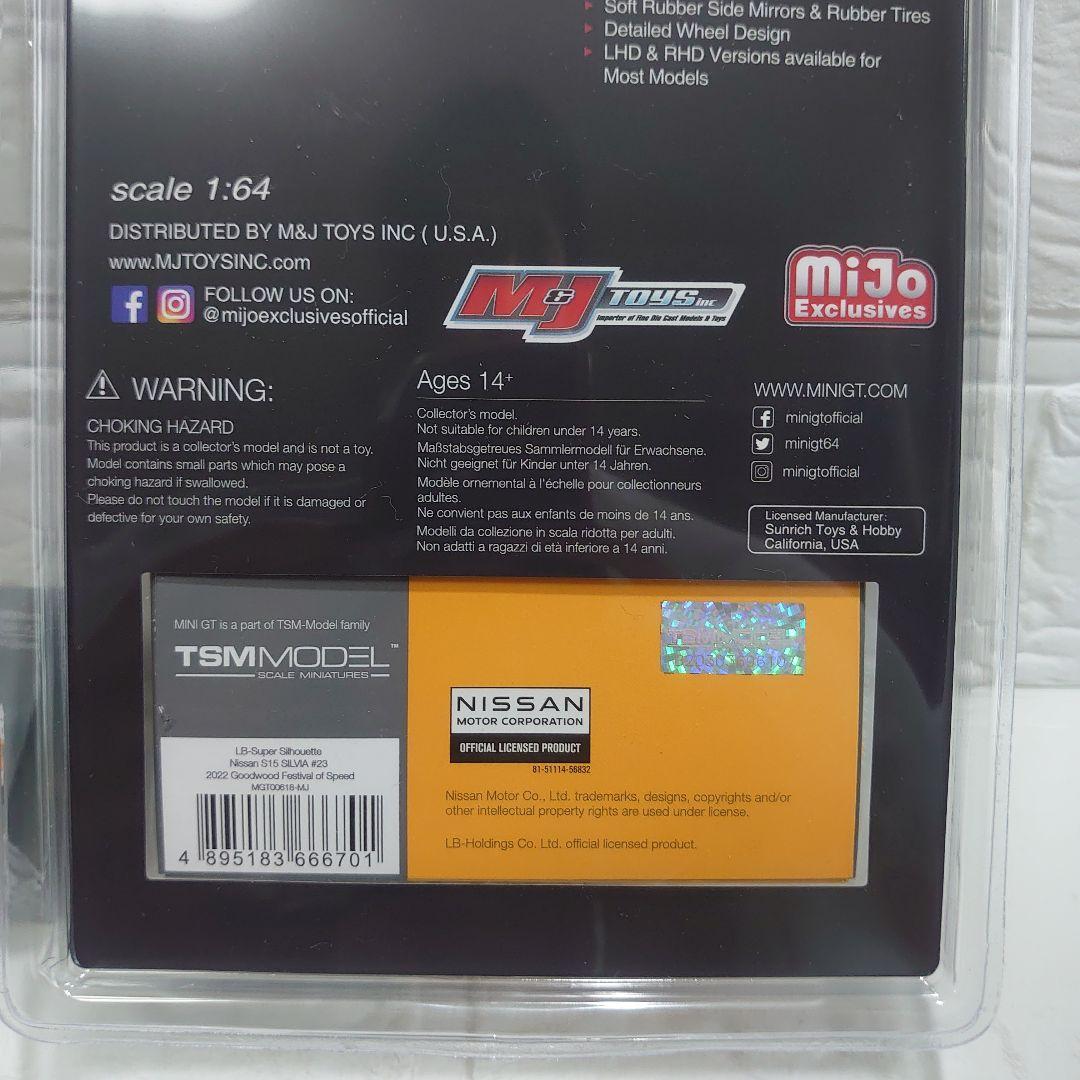 Soft Rubber Side Mirrors & Rubber Tires
Detailed Wheel Design
LHD & RHD Versions available for
Most Models
scale 1:64
DISTRIBUTED BY M&J TOYS INC ( U.S.A.)
www.MJTOYSINC.com
FOLLOW US ON:
@mijoexclusivesofficial
M&J TOYS inc
Importer of Fine Die Cast Models & Toys
MiJo
Exclusives
WARNING:
CHOKING HAZARD
This product is a collector's model and is not a toy.
Model contains small parts which may pose a
choking hazard if swallowed.
Please do not touch the model if it is damaged or
defective for your own safety.
Ages 14+
Collector's model.
Not suitable for children under 14 years.
Maßstabsgetreues Sammlermodell für Erwachsene.
Nicht geeignet für Kinder unter 14 Jahren.
Modèle ornemental à l'échelle pour collectionneurs
adultes.
Ne convient pas aux enfants de moins de 14 ans.
Modelli da collezione in scala ridotta per adulti.
Non adatti a ragazzi di età inferiore a 14 anni.
WWW.MINIGT.COM
minigtofficial
minigt64
minigtofficial
Licensed Manufacturer:
Sunrich Toys & Hobby
California, USA
MINI GT is a part of TSM-Model family
TSMMODEL™
SCALE MINIATURES
LB-Super Silhouette
Nissan S15 SILVIA #23
2022 Goodwood Festival of Speed
MGT00618-MJ
4 895183 666701
NISSAN
MOTOR CORPORATION
OFFICIAL LICENSED PRODUCT
81-51114-56832
Nissan Motor Co., Ltd. trademarks, designs, copyrights and/or
other intellectual property rights are used under license.
LB-Holdings Co. Ltd. official licensed product.